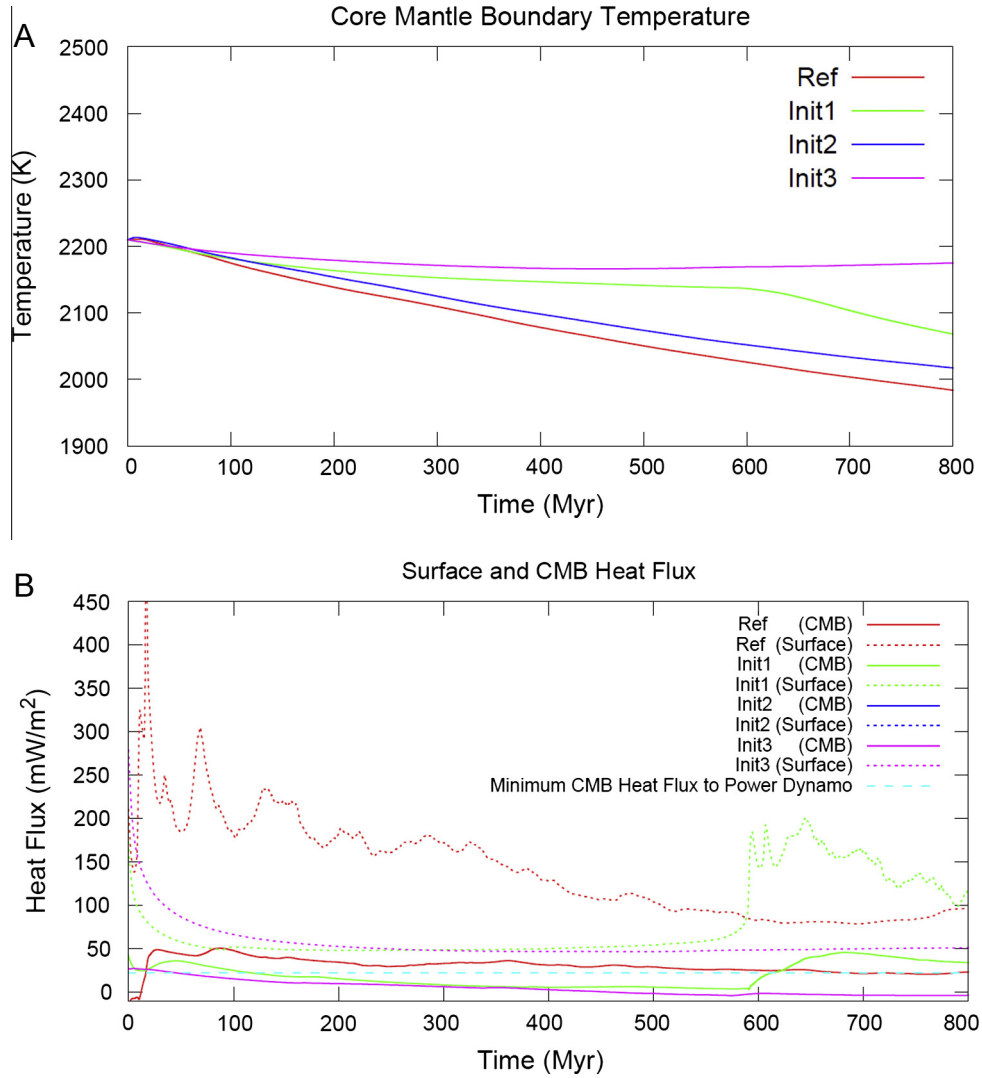 A
Core Mantle Boundary Temperature
2500
2400
2300
2200
2100
2000
1900
Temperature (K)
Ref
Init1
Init2
Init3
0 100 200 300 400 500 600 700 800
Time (Myr)
B
Surface and CMB Heat Flux
450
400
350
300
250
200
150
100
50
0
Heat Flux (mW/m²)
Ref (CMB)
Ref (Surface)
Init1 (CMB)
Init1 (Surface)
Init2 (CMB)
Init2 (Surface)
Init3 (CMB)
Init3 (Surface)
Minimum CMB Heat Flux to Power Dynamo
0 100 200 300 400 500 600 700 800
Time (Myr)